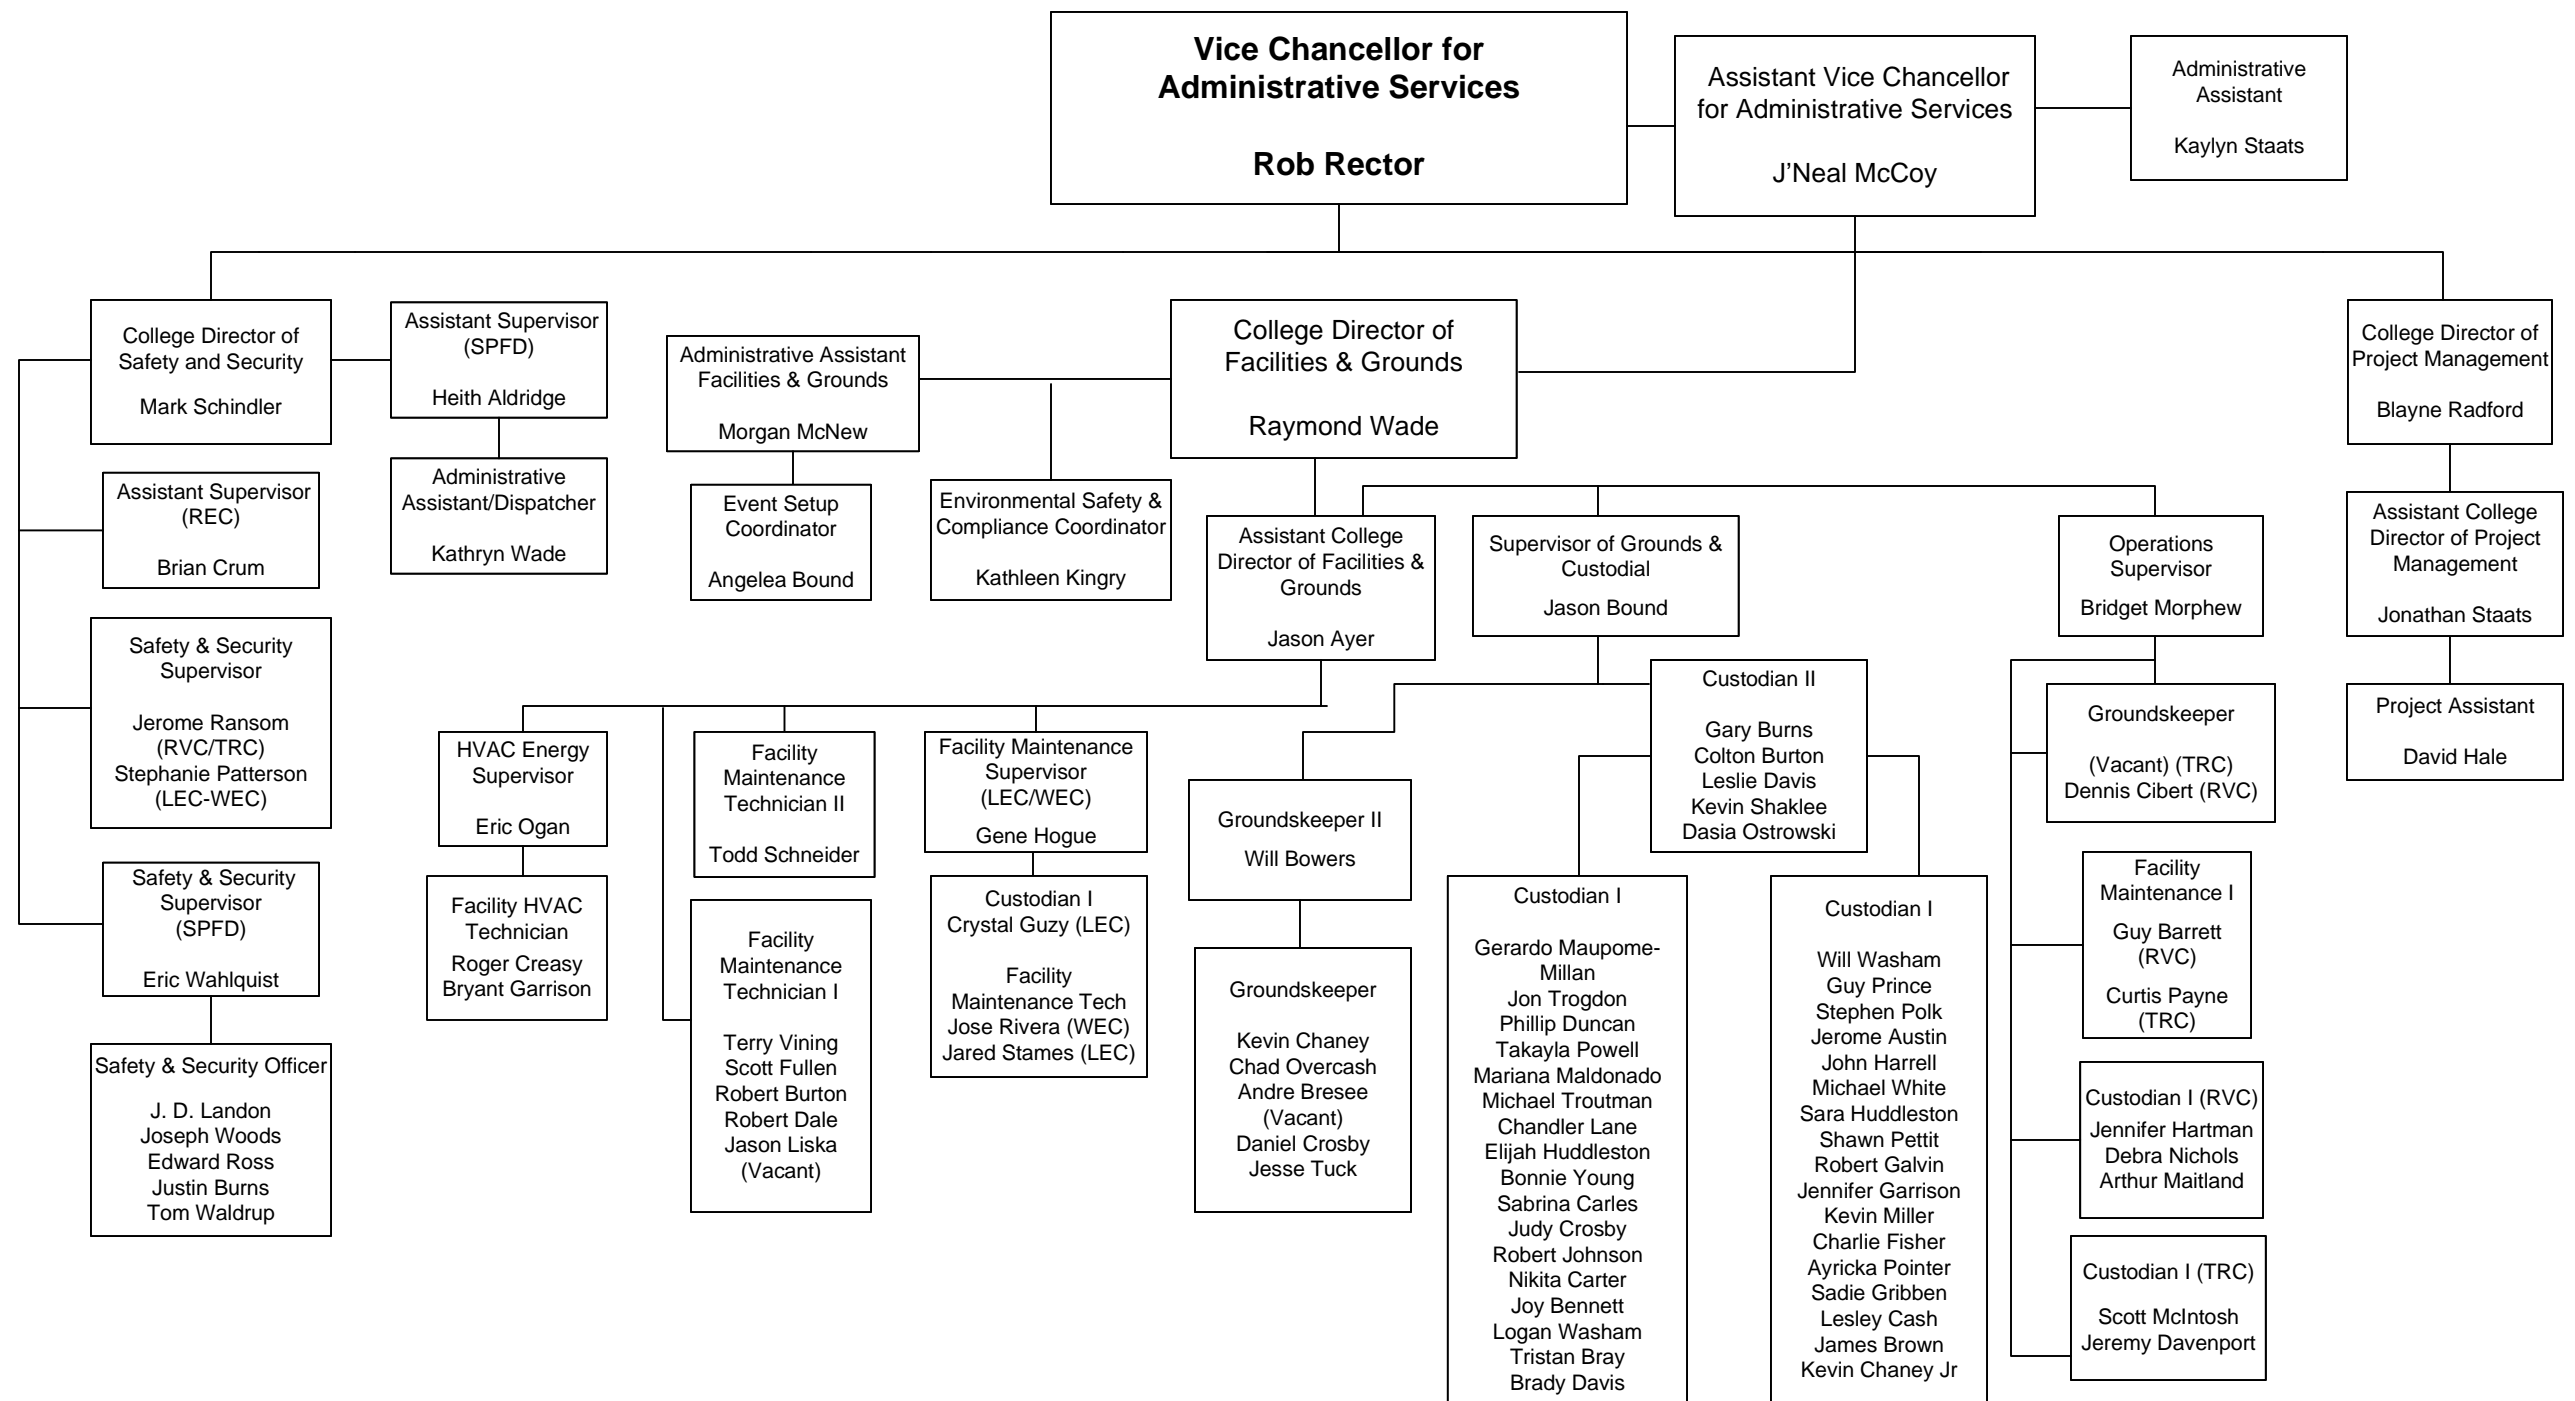 Vice Chancellor for
Administrative Services
Rob Rector
Assistant Vice Chancellor
for Administrative Services
J’Neal McCoy
Administrative
Assistant
Kaylyn Staats
College Director of
Safety and Security
Mark Schindler
Assistant Supervisor
(SPFD)
Heith Aldridge
Administrative
Assistant/Dispatcher
Kathryn Wade
Assistant Supervisor
(REC)
Brian Crum
Safety & Security
Supervisor
Jerome Ransom
(RVC/TRC)
Stephanie Patterson
(LEC-WEC)
Safety & Security
Supervisor
(SPFD)
Eric Wahlquist
Safety & Security Officer
J. D. Landon
Joseph Woods
Edward Ross
Justin Burns
Tom Waldrup
Administrative Assistant
Facilities & Grounds
Morgan McNew
Event Setup
Coordinator
Angelea Bound
Environmental Safety &
Compliance Coordinator
Kathleen Kingry
College Director of
Facilities & Grounds
Raymond Wade
Assistant College
Director of Facilities &
Grounds
Jason Ayer
HVAC Energy
Supervisor
Eric Ogan
Facility HVAC
Technician
Roger Creasy
Bryant Garrison
Facility
Maintenance
Technician II
Todd Schneider
Facility
Maintenance
Technician I
Terry Vining
Scott Fullen
Robert Burton
Robert Dale
Jason Liska
(Vacant)
Facility Maintenance
Supervisor
(LEC/WEC)
Gene Hogue
Custodian I
Crystal Guzy (LEC)
Facility
Maintenance Tech
Jose Rivera (WEC)
Jared Stames (LEC)
Supervisor of Grounds &
Custodial
Jason Bound
Groundskeeper II
Will Bowers
Groundskeeper
Kevin Chaney
Chad Overcash
Andre Bresee
(Vacant)
Daniel Crosby
Jesse Tuck
Custodian II
Gary Burns
Colton Burton
Leslie Davis
Kevin Shaklee
Dasia Ostrowski
Custodian I
Gerardo Maupome-
Millan
Jon Trogdon
Phillip Duncan
Takayla Powell
Mariana Maldonado
Michael Troutman
Chandler Lane
Elijah Huddleston
Bonnie Young
Sabrina Carles
Judy Crosby
Robert Johnson
Nikita Carter
Joy Bennett
Logan Washam
Tristan Bray
Brady Davis
Custodian I
Will Washam
Guy Prince
Stephen Polk
Jerome Austin
John Harrell
Michael White
Sara Huddleston
Shawn Pettit
Robert Galvin
Jennifer Garrison
Kevin Miller
Charlie Fisher
Ayricka Pointer
Sadie Gribben
Lesley Cash
James Brown
Kevin Chaney Jr
Operations
Supervisor
Bridget Morphew
Groundskeeper
(Vacant) (TRC)
Dennis Cibert (RVC)
Facility
Maintenance I
Guy Barrett
(RVC)
Curtis Payne
(TRC)
Custodian I (RVC)
Jennifer Hartman
Debra Nichols
Arthur Maitland
Custodian I (TRC)
Scott McIntosh
Jeremy Davenport
College Director of
Project Management
Blayne Radford
Assistant College
Director of Project
Management
Jonathan Staats
Project Assistant
David Hale